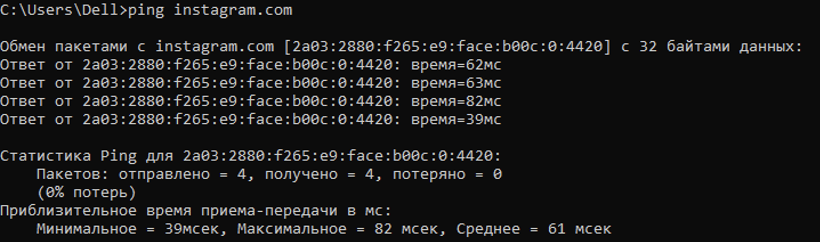 C:\Users\Dell>ping instagram.com
Обмен пакетами с instagram.com [2a03:2880:f265:e9:face:b00c:0:4420] с 32 байтами данных:
Ответ от 2a03:2880:f265:e9:face:b00c:0:4420: время=62мс
Ответ от 2a03:2880:f265:e9:face:b00c:0:4420: время=63мс
Ответ от 2a03:2880:f265:e9:face:b00c:0:4420: время=82мс
Ответ от 2a03:2880:f265:e9:face:b00c:0:4420: время=39мс
Статистика Ping для 2a03:2880:f265:e9:face:b00c:0:4420:
Пакетов: отправлено = 4, получено = 4, потеряно = 0
(0% потерь)
Приблизительное время приема-передачи в мс:
Минимальное = 39мсек, Максимальное = 82 мсек, Среднее = 61 мсек